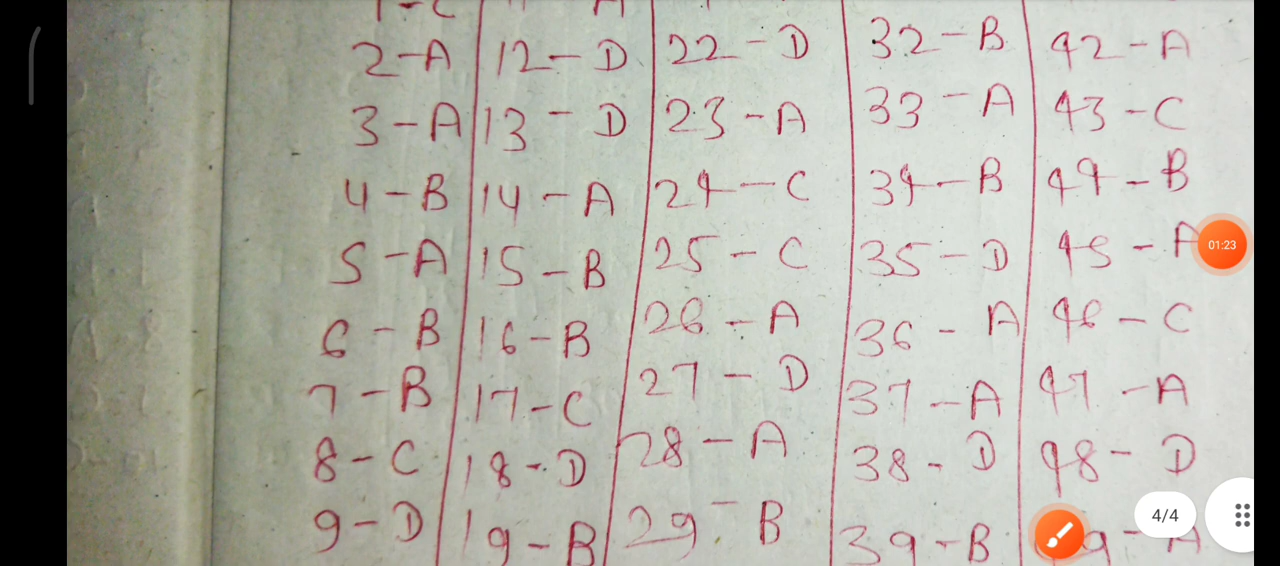 1-C
A
2-A 12-D 22-D 32-B 42-A
3-A 13-D 23-A 33-A 43-C
4-B 14-A 24-C 34-B 44-B
5-A 15-B 25-C 35-D 45-A
01:23
6-B 16-B 26-A 36-A 46-C
7-B 17-C 27-D 37-A 47-A
8-C 18-D 28-A 38-D 48-D
9-D 19-B 29-B 39-B 9-A
4/4